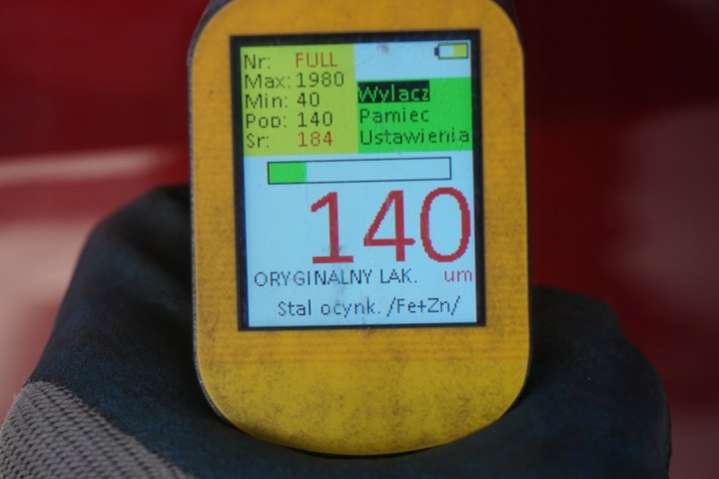 Nr: FULL
Max: 1980
Min: 40
Pop: 140
Sr: 184
Wylacz
Pamiec
Ustawienia
140
ORYGINALNY LAK. um
Stal ocynk. /Fe+Zn/